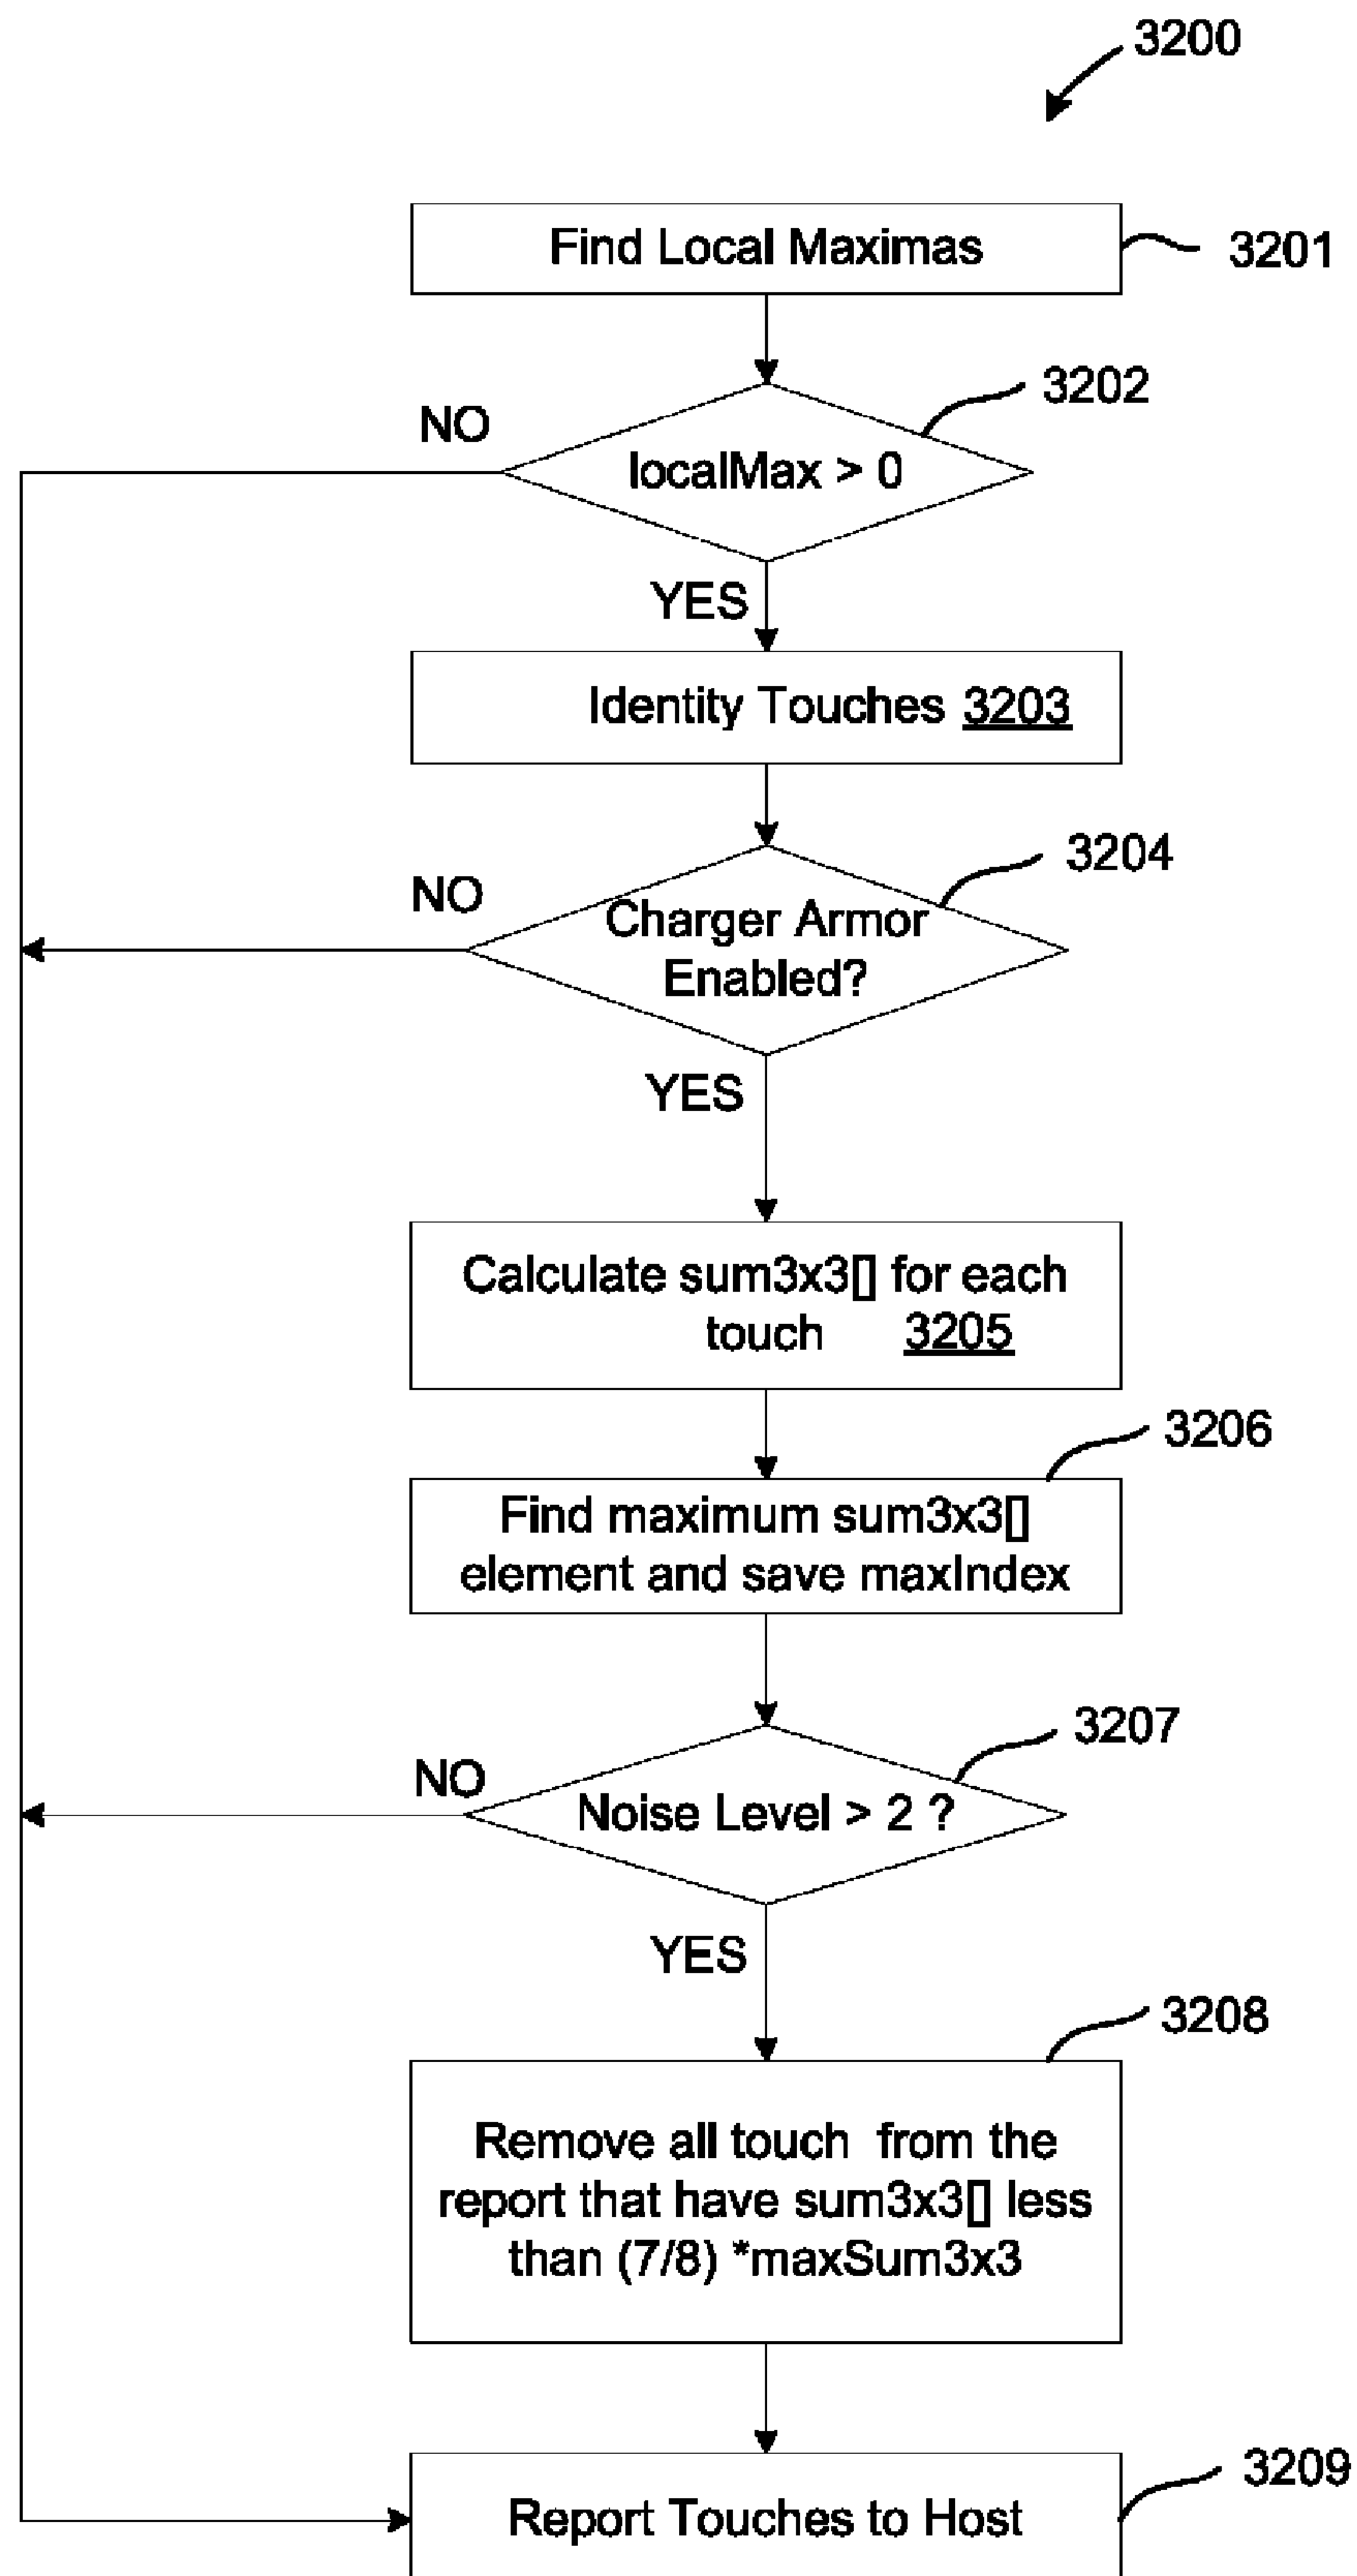 3200
Find Local Maximas
3201
3202
NO
localMax > 0
YES
Identity Touches 3203
3204
NO
Charger Armor
Enabled?
YES
Calculate sum3x3[] for each
touch 3205
3206
Find maximum sum3x3[]
element and save maxIndex
3207
NO
Noise Level > 2 ?
YES
3208
Remove all touch from the
report that have sum3x3[] less
than (7/8) *maxSum3x3
3209
Report Touches to Host